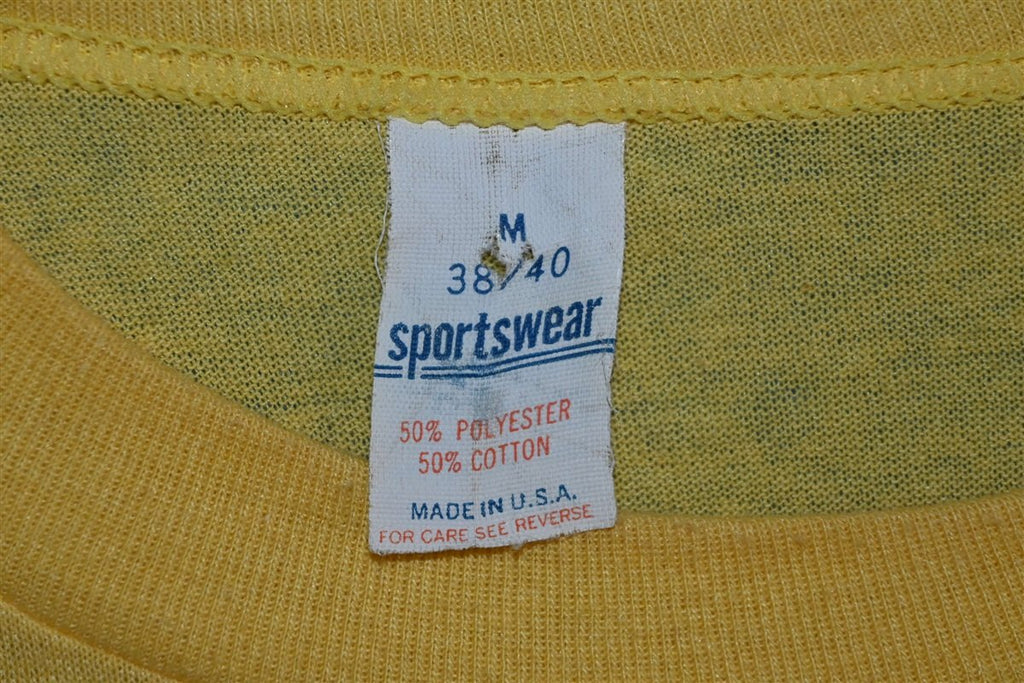 M
38/40
sportswear
50% POLYESTER
50% COTTON
MADE IN U.S.A.
FOR CARE SEE REVERSE